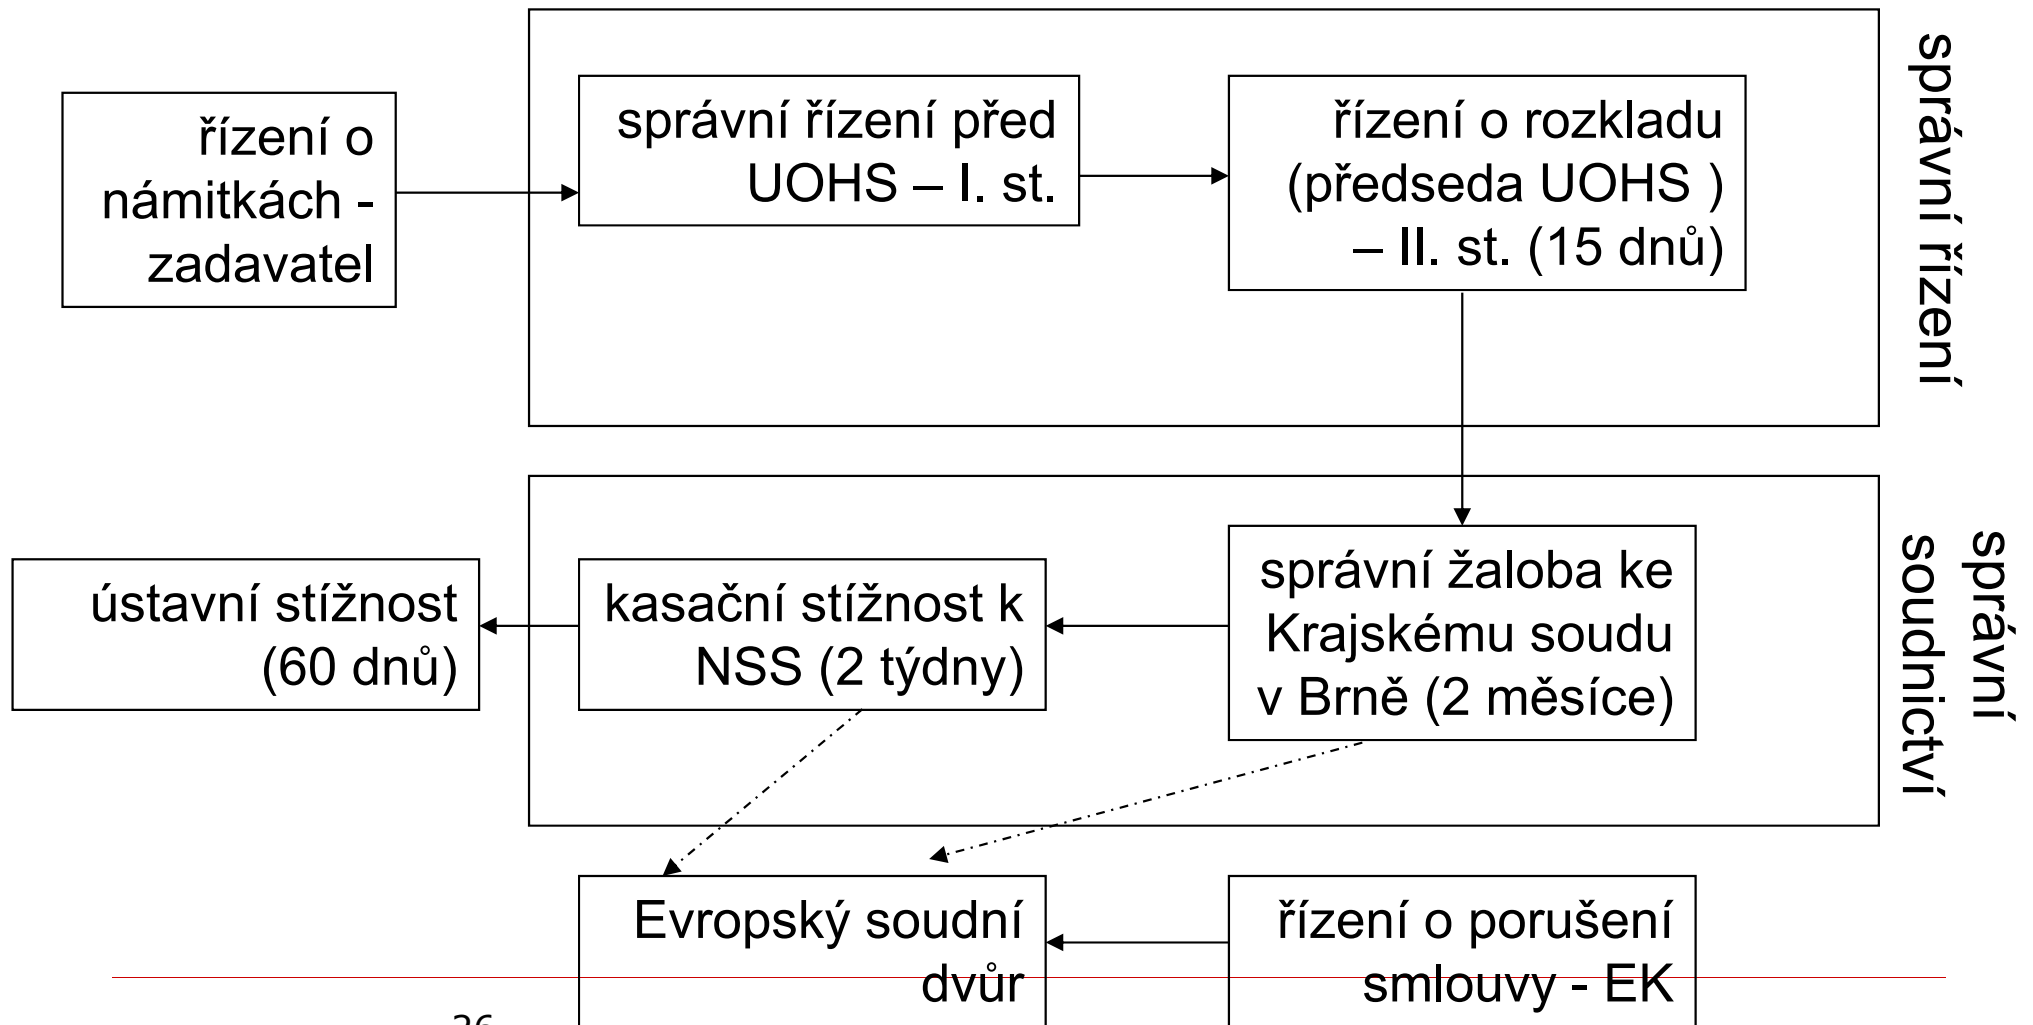 řízení o
námitkách -
zadavatel
správní řízení před
UOHS – I. st.
řízení o rozkladu
(předseda UOHS )
– II. st. (15 dnů)
správní řízení
ústavní stížnost
(60 dnů)
kasační stížnost k
NSS (2 týdny)
správní žaloba ke
Krajskému soudu
v Brně (2 měsíce)
správní
soudnictví
Evropský soudní
dvůr
řízení o porušení
smlouvy - EK